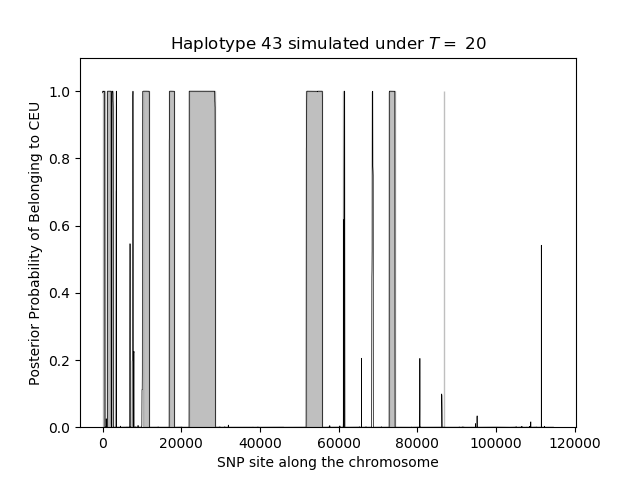 Haplotype 43 simulated under T = 20
Posterior Probability of Belonging to CEU
1.0
0.8
0.6
0.4
0.2
0.0
0 20000 40000 60000 80000 100000 120000
SNP site along the chromosome